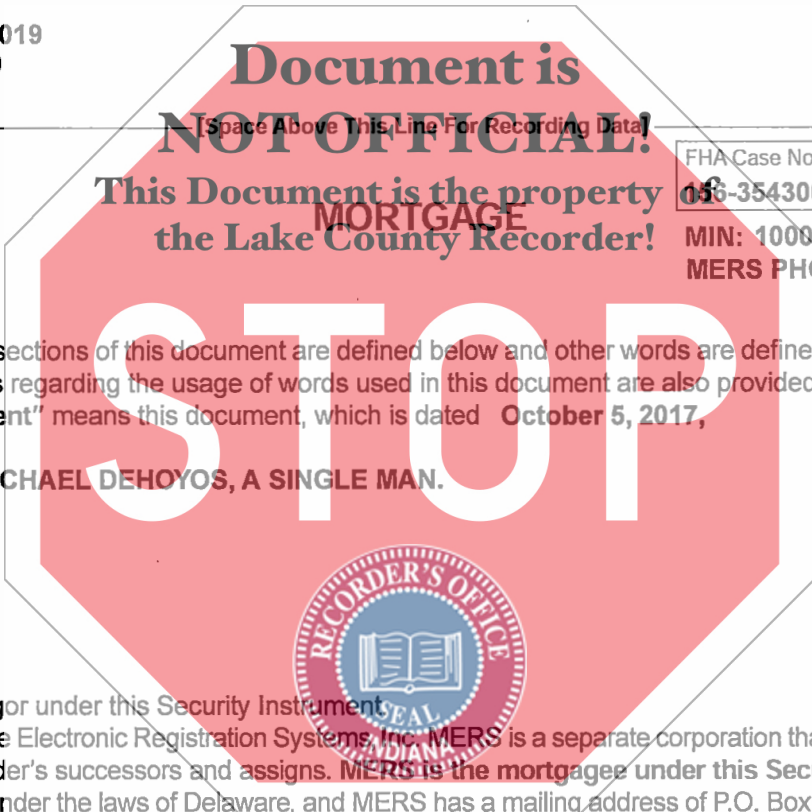 019
Document is
NOT OFFICIAL!
[Space Above This Line For Recording Data]
FHA Case No
This Document is the property of
156-35430
MORTGAGE
the Lake County Recorder!
MIN: 1000
MERS PHO
sections of this document are defined below and other words are define
s regarding the usage of words used in this document are also provided
ent" means this document, which is dated October 5, 2017,
STOP
CHAEL DEHOYOS, A SINGLE MAN.
RECORDER'S OFFICE
SEAL
INDIANA
gor under this Security Instrument.
e Electronic Registration Systems, Inc. MERS is a separate corporation tha
der's successors and assigns. MERS is the mortgagee under this Sec
nder the laws of Delaware, and MERS has a mailing address of P.O. Box